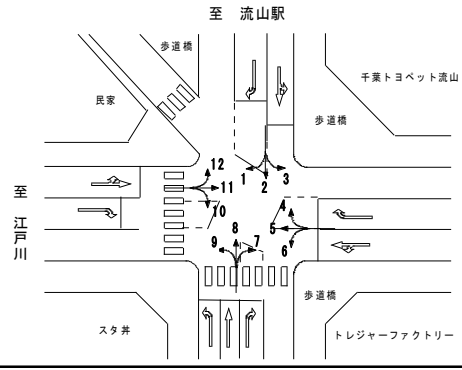 至 流山駅
歩道橋
千葉トヨペット流山
民家
歩道橋
12
1
2
3
11
至 江戸川
10
4
8
5
9
7
6
歩道橋
スタ丼
トレジャーファクトリー